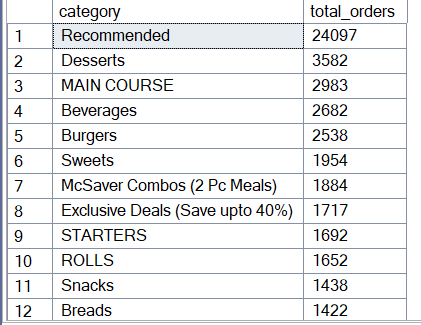 category total_orders
1 Recommended 24097
2 Desserts 3582
3 MAIN COURSE 2983
4 Beverages 2682
5 Burgers 2538
6 Sweets 1954
7 McSaver Combos (2 Pc Meals) 1884
8 Exclusive Deals (Save upto 40%) 1717
9 STARTERS 1692
10 ROLLS 1652
11 Snacks 1438
12 Breads 1422